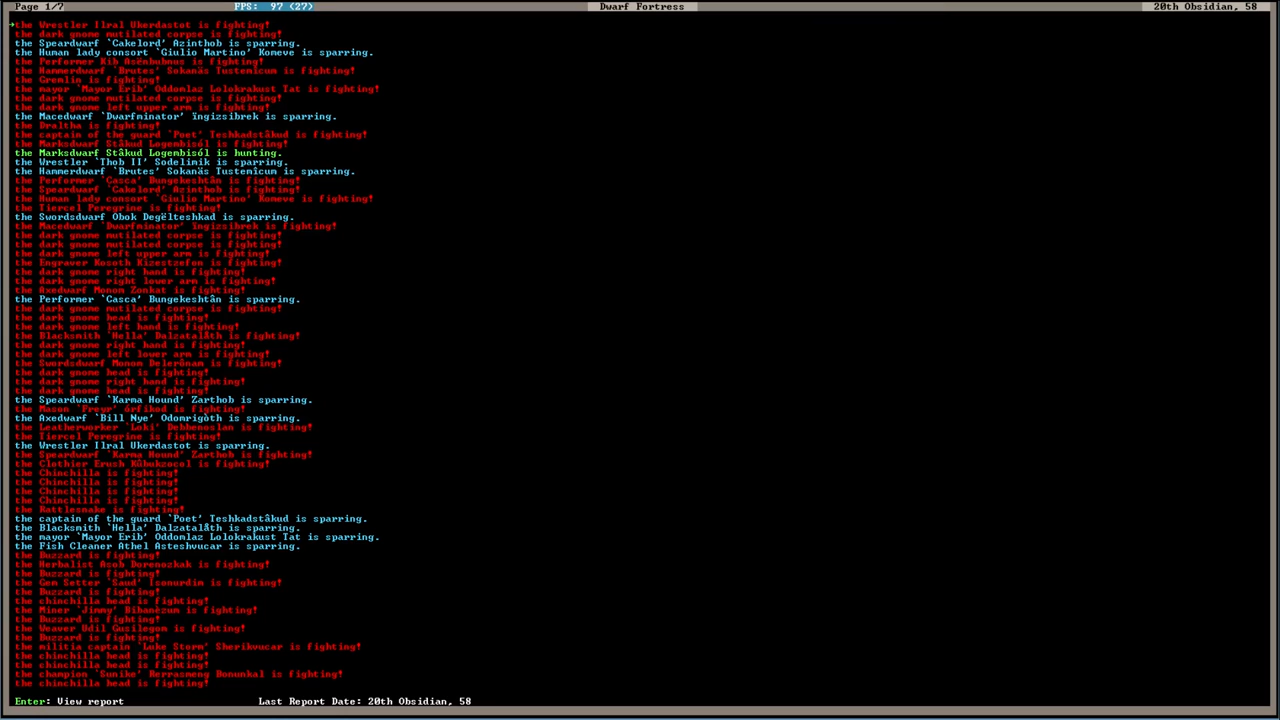 Page 1/7 FPS: 97 (27) Dwarf Fortress 20th Obsidian, 58
the Wrestler Ilral Ukerdastot is fighting!
the dark gnome mutilated corpse is fighting!
the Speardwarf `Cakelord' Azinthob is sparring.
the Human lady consort `Giulio Martino' Komeve is sparring.
the Performer Kib Asënbubnus is fighting!
the Hammerdwarf `Brutes' Sokanäs Tustemîcum is fighting!
the Gremlin is fighting!
the mayor `Mayor Erib' Oddomlaz Lolokrakust Tat is fighting!
the dark gnome mutilated corpse is fighting!
the dark gnome left upper arm is fighting!
the Macedwarf `Dwarfminator' ïngizsibrek is sparring.
the Draltha is fighting!
the captain of the guard `Poet' Teshkadstâkud is fighting!
the Marksdwarf Stâkud Logembisól is fighting!
the Marksdwarf Stâkud Logembisól is hunting.
the Wrestler `Thob II' Sodelimik is sparring.
the Hammerdwarf `Brutes' Sokanäs Tustemîcum is sparring.
the Performer `Casca' Bungekeshtân is fighting!
the Speardwarf `Cakelord' Azinthob is fighting!
the Human lady consort `Giulio Martino' Komeve is fighting!
the Tiercel Peregrine is fighting!
the Swordsdwarf Obok Degëlteshkad is sparring.
the Macedwarf `Dwarfminator' ïngizsibrek is fighting!
the dark gnome mutilated corpse is fighting!
the dark gnome mutilated corpse is fighting!
the dark gnome left upper arm is fighting!
the Engraver Kosoth Kizestzefon is fighting!
the dark gnome right hand is fighting!
the dark gnome right lower arm is fighting!
the Axedwarf Monom Zonkat is fighting!
the Performer `Casca' Bungekeshtân is sparring.
the dark gnome mutilated corpse is fighting!
the dark gnome head is fighting!
the dark gnome left hand is fighting!
the Blacksmith `Hella' Dalzatalåth is fighting!
the dark gnome right hand is fighting!
the dark gnome left lower arm is fighting!
the Swordsdwarf Monom Delerònam is fighting!
the dark gnome head is fighting!
the dark gnome right hand is fighting!
the dark gnome head is fighting!
the Speardwarf `Karma Hound' Zarthob is sparring.
the Mason `Freyr' òrfikod is fighting!
the Axedwarf `Bill Nye' Odomrigòth is sparring.
the Leatherworker `Loki' Debbenoslan is fighting!
the Tiercel Peregrine is fighting!
the Wrestler Ilral Ukerdastot is sparring.
the Speardwarf `Karma Hound' Zarthob is fighting!
the Clothier Erush Kûbukzocol is fighting!
the Chinchilla is fighting!
the Chinchilla is fighting!
the Chinchilla is fighting!
the Chinchilla is fighting!
the Rattlesnake is fighting!
the captain of the guard `Poet' Teshkadstâkud is sparring.
the Blacksmith `Hella' Dalzatalåth is sparring.
the mayor `Mayor Erib' Oddomlaz Lolokrakust Tat is sparring.
the Fish Cleaner Athel Asteshvucar is sparring.
the Buzzard is fighting!
the Herbalist Asob Dorenozkak is fighting!
the Buzzard is fighting!
the Gem Setter `Saud' Isonurdim is fighting!
the Buzzard is fighting!
the chinchilla head is fighting!
the Miner `Jimmy' Bìbanèzum is fighting!
the Buzzard is fighting!
the Weaver Udil Gusilegom is fighting!
the Buzzard is fighting!
the militia captain `Luke Storm' Sherikvucar is fighting!
the chinchilla head is fighting!
the chinchilla head is fighting!
the champion `Sunike' Rerrasmeng Bonunkal is fighting!
the chinchilla head is fighting!
Enter: View report Last Report Date: 20th Obsidian, 58